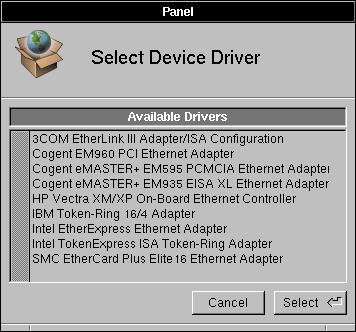 Panel
Select Device Driver
Available Drivers
3COM EtherLink III Adapter/ISA Configuration
Cogent EM960 PCI Ethernet Adapter
Cogent eMASTER+ EM595 PCMCIA Ethernet Adapter
Cogent eMASTER+ EM935 EISA XL Ethernet Adapter
HP Vectra XM/XP On-Board Ethernet Controller
IBM Token-Ring 16/4 Adapter
Intel EtherExpress Ethernet Adapter
Intel TokenExpress ISA Token-Ring Adapter
SMC EtherCard Plus Elite16 Ethernet Adapter
Cancel
Select